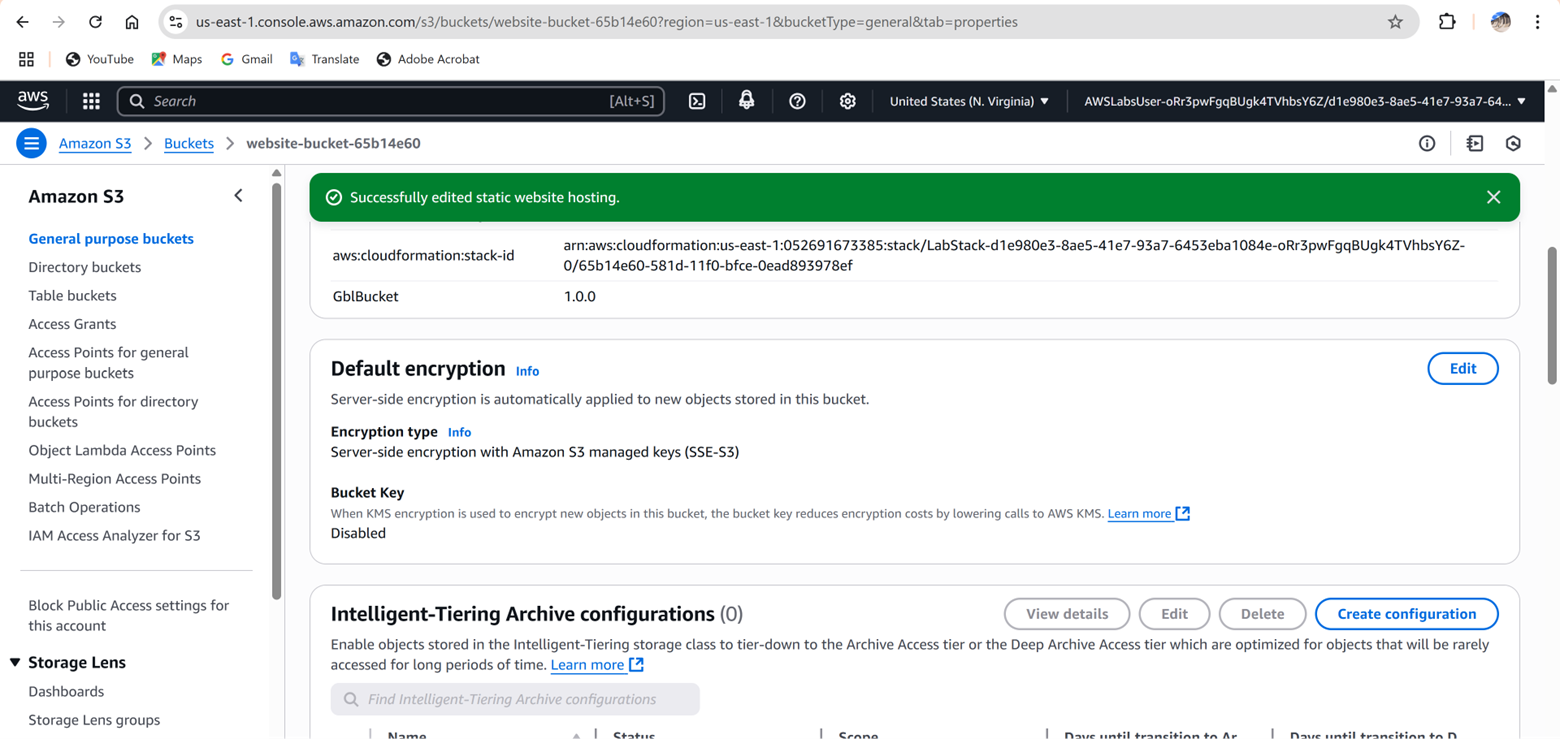 us-east-1.console.aws.amazon.com/s3/buckets/website-bucket-65b14e60?region=us-east-1&bucketType=general&tab=properties
YouTube Maps Gmail Translate Adobe Acrobat
aws Search [Alt+S] United States (N. Virginia) AWSLabsUser-oRr3pwFgqBUgk4TVhbsY6Z/d1e980e3-8ae5-41e7-93a7-64...
Amazon S3 Buckets website-bucket-65b14e60
Amazon S3
General purpose buckets
Directory buckets
Table buckets
Access Grants
Access Points for general
purpose buckets
Access Points for directory
buckets
Object Lambda Access Points
Multi-Region Access Points
Batch Operations
IAM Access Analyzer for S3
Block Public Access settings for
this account
Storage Lens
Dashboards
Storage Lens groups
Successfully edited static website hosting.
aws:cloudformation:stack-id
arn:aws:cloudformation:us-east-1:052691673385:stack/LabStack-d1e980e3-8ae5-41e7-93a7-6453eba1084e-oRr3pwFgqBUgk4TVhbsY6Z-
0/65b14e60-581d-11f0-bfce-0ead893978ef
GblBucket 1.0.0
Default encryption Info Edit
Server-side encryption is automatically applied to new objects stored in this bucket.
Encryption type Info
Server-side encryption with Amazon S3 managed keys (SSE-S3)
Bucket Key
When KMS encryption is used to encrypt new objects in this bucket, the bucket key reduces encryption costs by lowering calls to AWS KMS. Learn more
Disabled
Intelligent-Tiering Archive configurations (0) View details Edit Delete Create configuration
Enable objects stored in the Intelligent-Tiering storage class to tier-down to the Archive Access tier or the Deep Archive Access tier which are optimized for objects that will be rarely
accessed for long periods of time. Learn more
Find Intelligent-Tiering Archive configurations
Name Status Scope Days until transition to Ar Days until transition to D